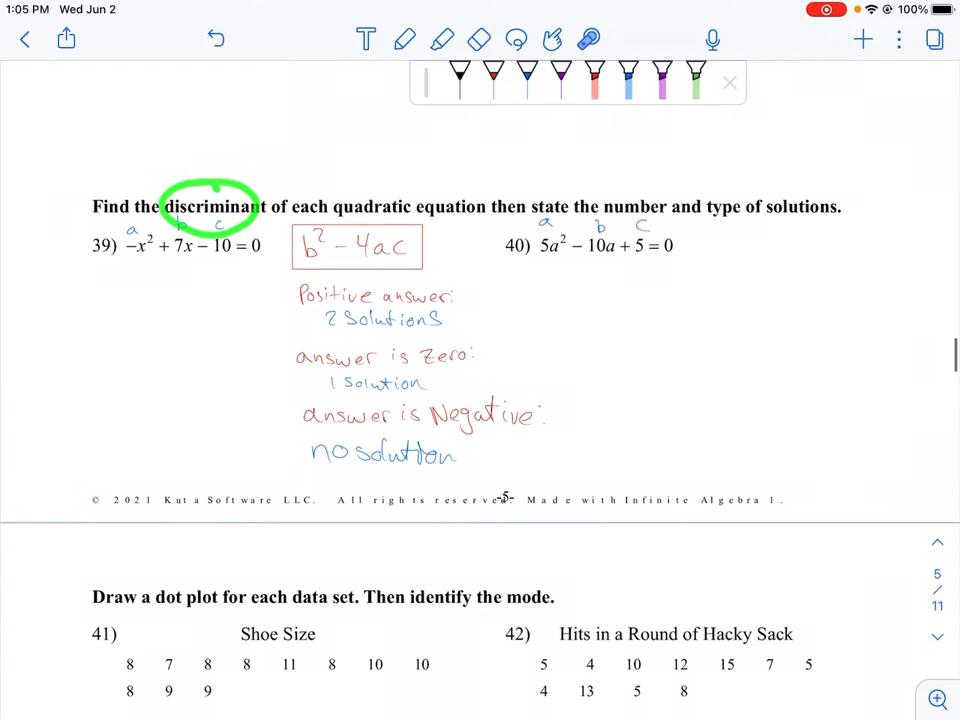 1:05 PM Wed Jun 2
100%
Find the discriminant of each quadratic equation then state the number and type of solutions.
a b c
39) −x² + 7x − 10 = 0
b² − 4ac
a b c
40) 5a² − 10a + 5 = 0
Positive answer:
2 Solutions
answer is Zero:
1 Solution
answer is Negative:
no solution
© 2021 Kuta Software LLC. All rights reserved. Made with Infinite Algebra 1.
-5-
5
/
11
Draw a dot plot for each data set. Then identify the mode.
41) Shoe Size
8 7 8 8 11 8 10 10
8 9 9
42) Hits in a Round of Hacky Sack
5 4 10 12 15 7 5
4 13 5 8